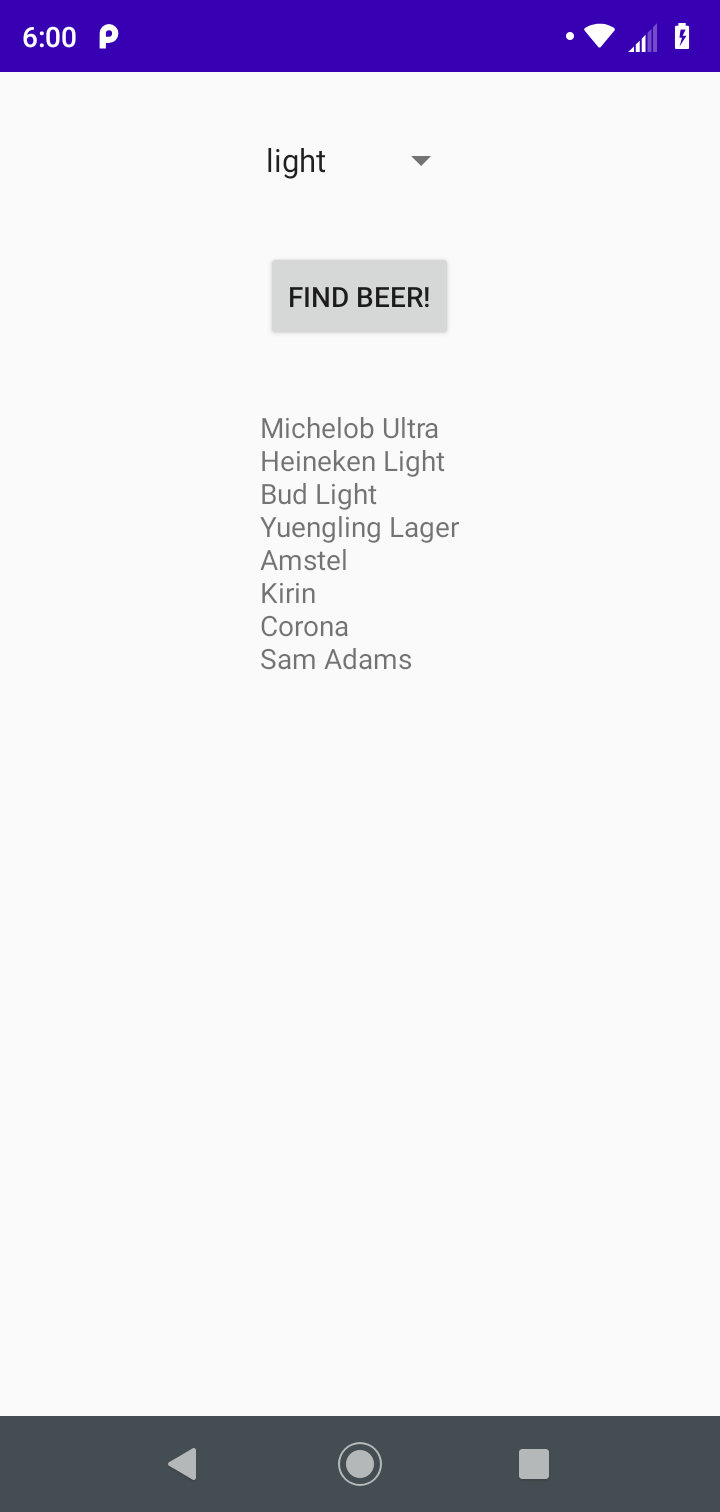 6:00
light
FIND BEER!
Michelob Ultra
Heineken Light
Bud Light
Yuengling Lager
Amstel
Kirin
Corona
Sam Adams